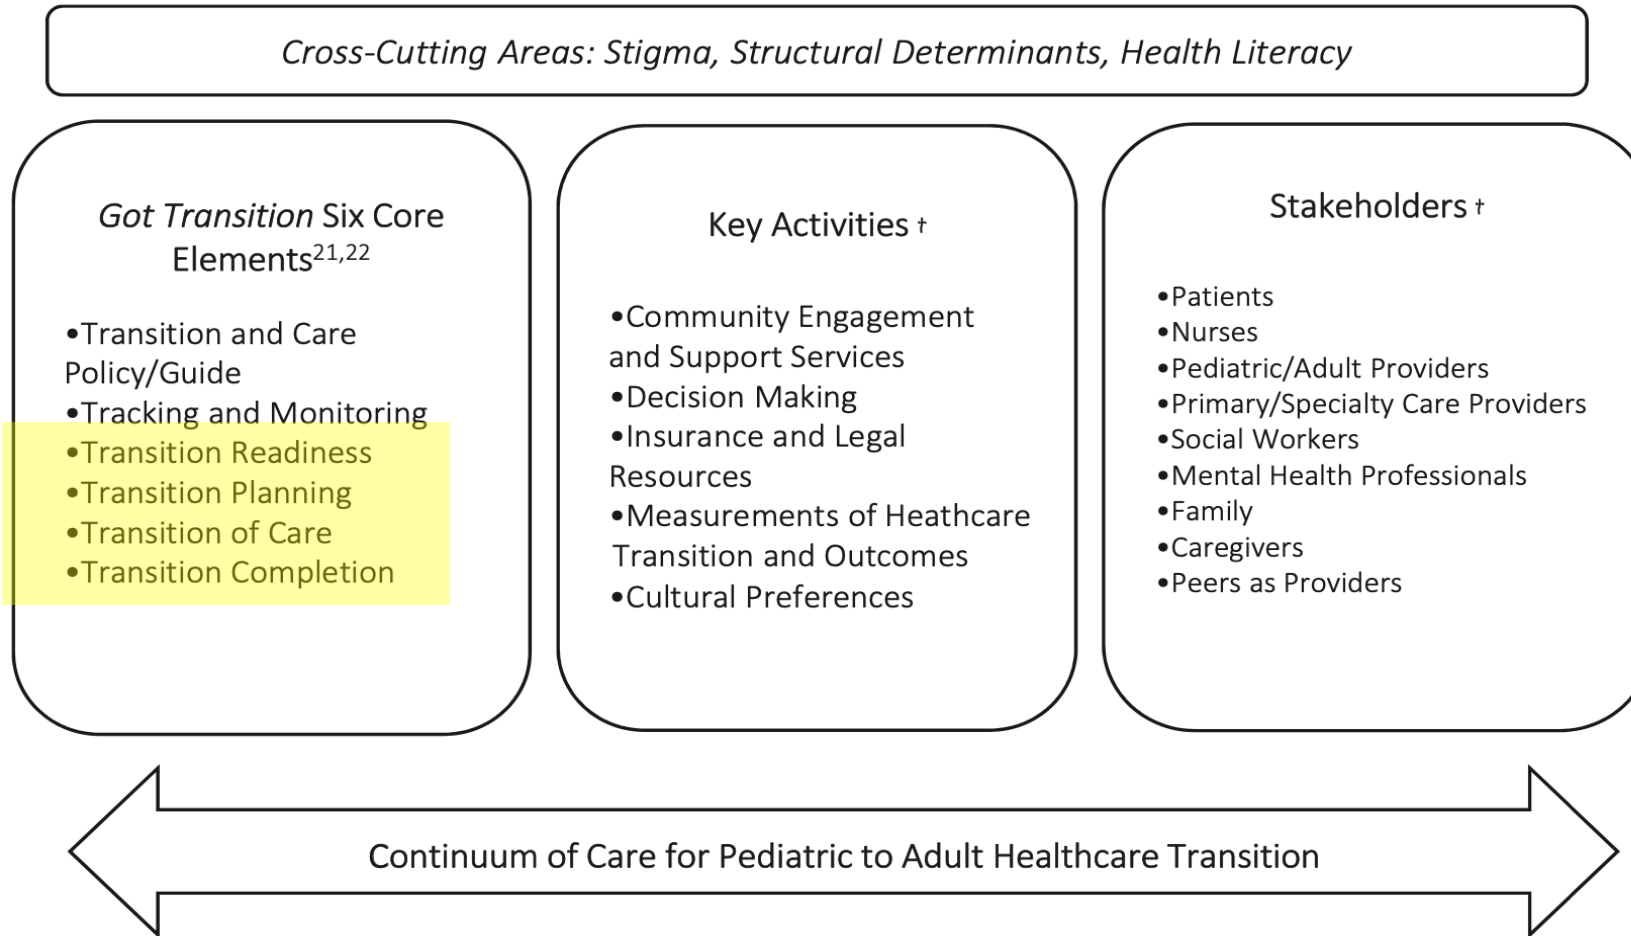 Cross-Cutting Areas: Stigma, Structural Determinants, Health Literacy
Got Transition Six Core
Elements21,22
•Transition and Care
Policy/Guide
•Tracking and Monitoring
•Transition Readiness
•Transition Planning
•Transition of Care
•Transition Completion
Key Activities †
•Community Engagement
and Support Services
•Decision Making
•Insurance and Legal
Resources
•Measurements of Heathcare
Transition and Outcomes
•Cultural Preferences
Stakeholders †
•Patients
•Nurses
•Pediatric/Adult Providers
•Primary/Specialty Care Providers
•Social Workers
•Mental Health Professionals
•Family
•Caregivers
•Peers as Providers
Continuum of Care for Pediatric to Adult Healthcare Transition